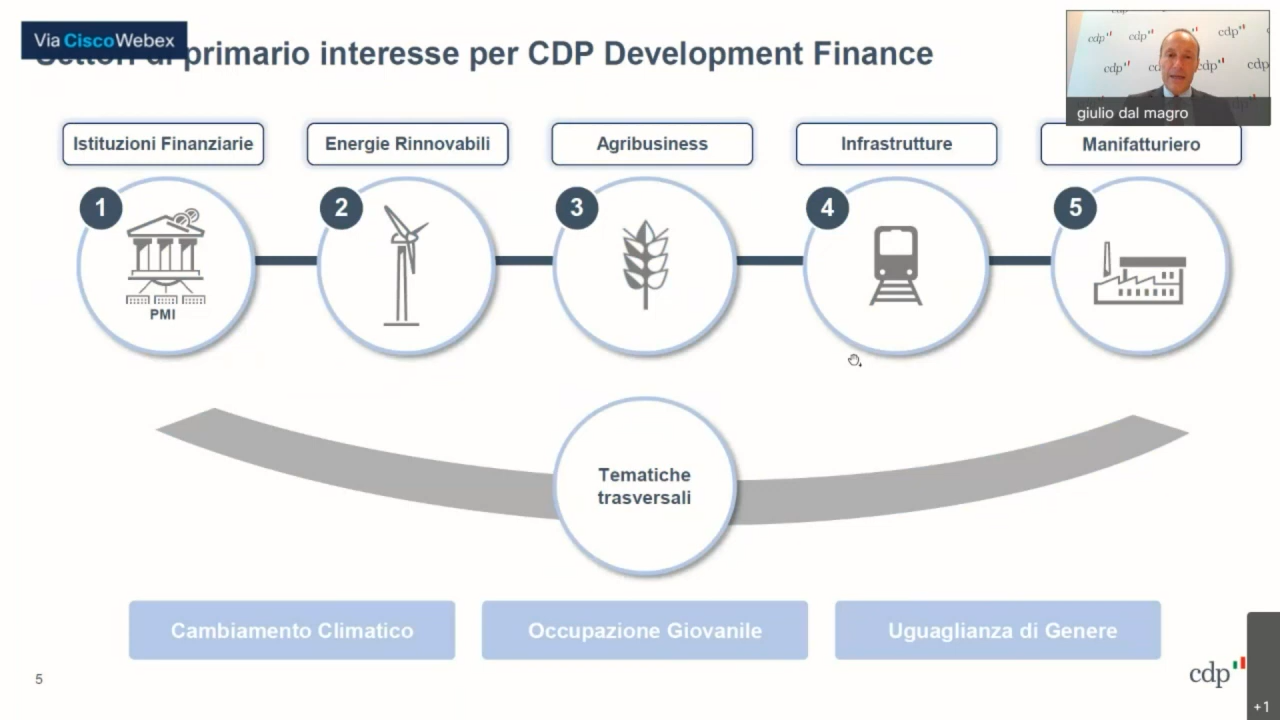 Via Cisco Webex
primario interesse per CDP Development Finance
giulio dal magro
Istituzioni Finanziarie
Energie Rinnovabili
Agribusiness
Infrastrutture
Manifatturiero
1
2
3
4
5
PMI
Tematiche
trasversali
Cambiamento Climatico
Occupazione Giovanile
Uguaglianza di Genere
5
cdp
+1